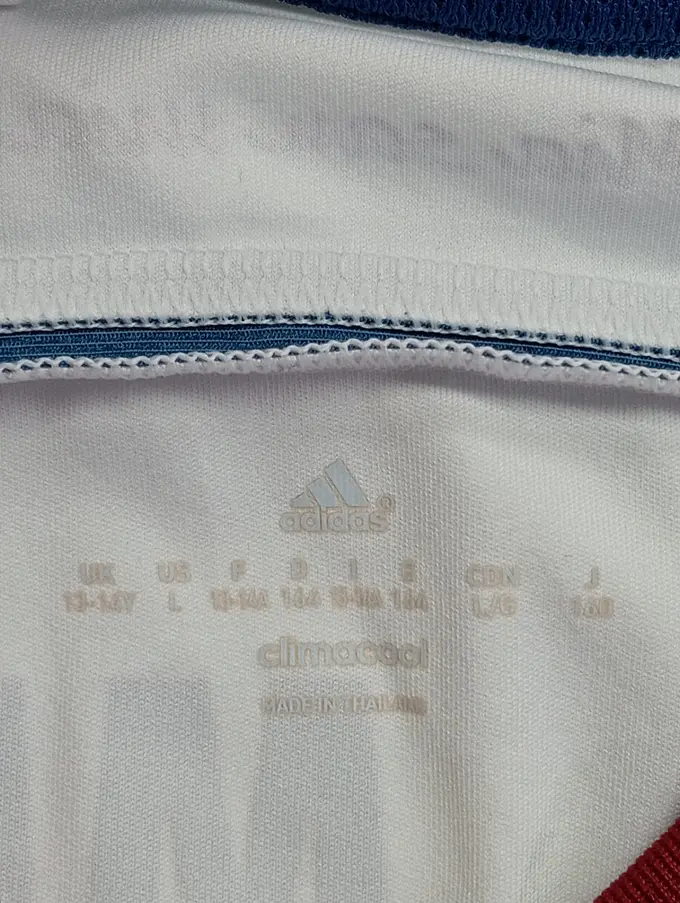 adidas®
UK US F D I E CDN J
13-14Y L 13-14A 164 13-14A 164 L/G 160
climacool
MADE IN THAILAND